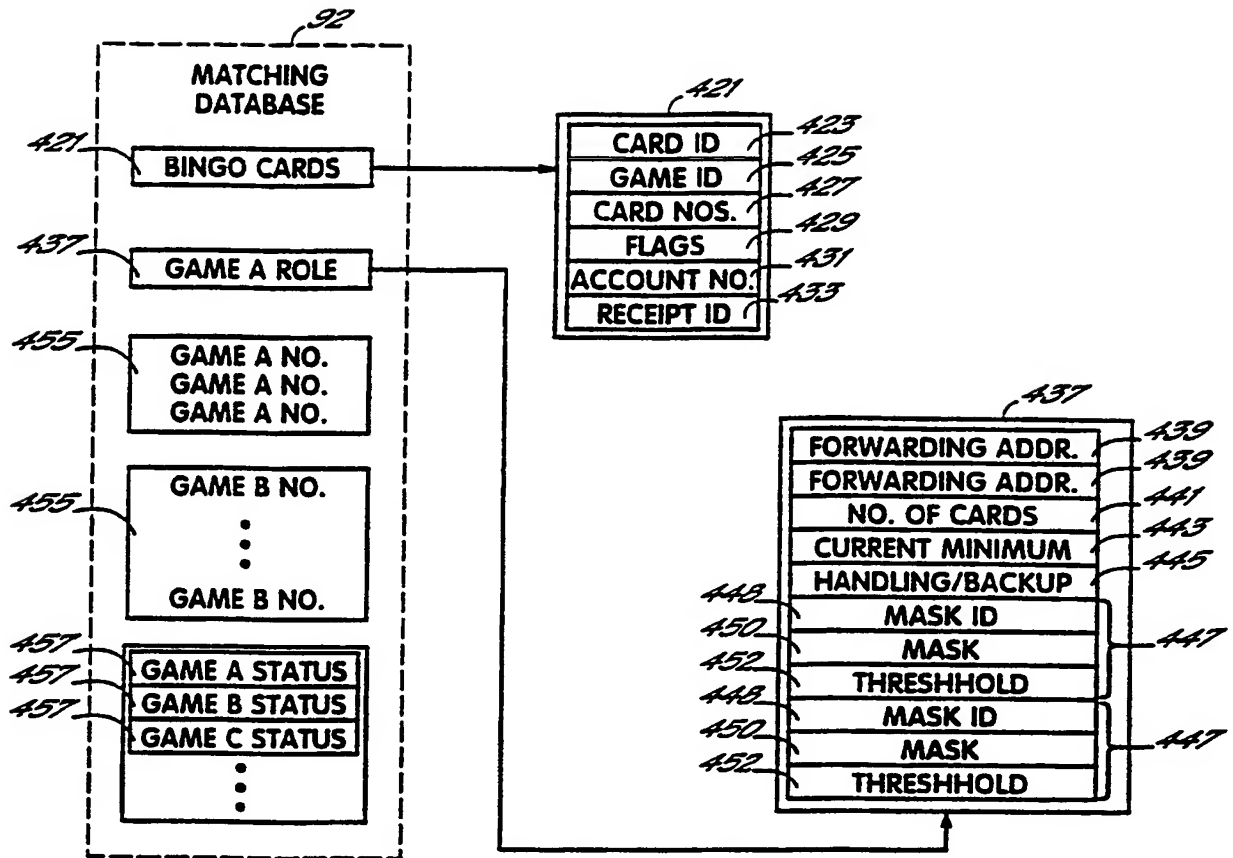 92
MATCHING
DATABASE
421
BINGO CARDS
437
GAME A ROLE
455
GAME A NO.
GAME A NO.
GAME A NO.
455
GAME B NO.
GAME B NO.
457
GAME A STATUS
457
GAME B STATUS
457
GAME C STATUS
421
CARD ID
423
GAME ID
425
CARD NOS.
427
FLAGS
429
ACCOUNT NO.
431
RECEIPT ID
433
437
FORWARDING ADDR.
439
FORWARDING ADDR.
439
NO. OF CARDS
441
CURRENT MINIMUM
443
HANDLING/BACKUP
445
448
MASK ID
450
MASK
447
452
THRESHHOLD
448
MASK ID
450
MASK
447
452
THRESHHOLD